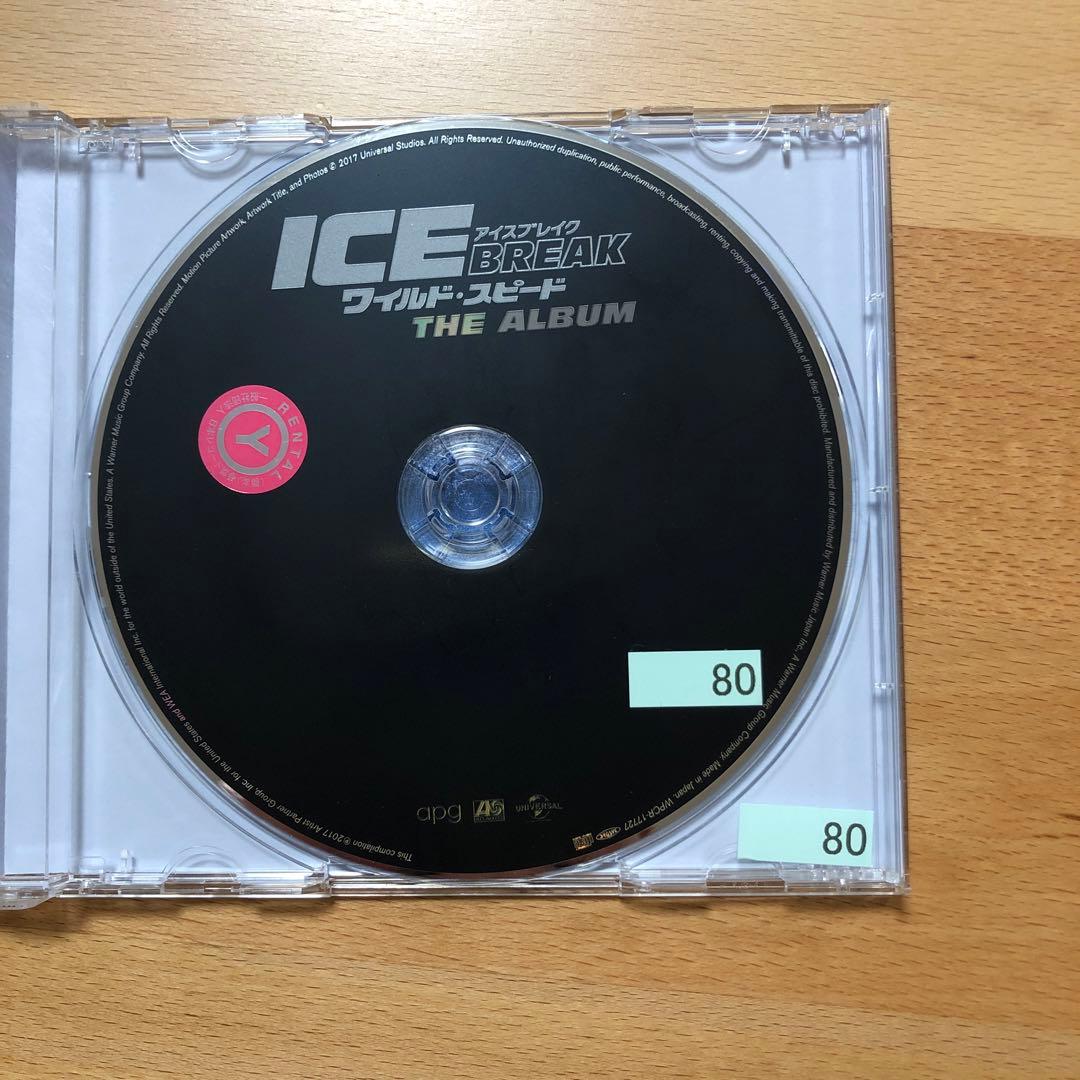 ICE
アイスブレイク
BREAK
ワイルド・スピード
THE ALBUM
RENTAL
Y
80
apg
UNIVERSAL
80
This compilation ℗2017 Artist Partner Group, Inc. for the United States and WEA International Inc. for the world outside of the United States. A Warner Music Group Company. All Rights Reserved. Motion Picture Artwork, Artwork Title, and Photos © 2017 Universal Studios. All Rights Reserved. Unauthorized duplication, public performance, broadcasting, renting, copying and making transmittable of this disc prohibited. Manufactured and distributed by Warner Music Japan Inc., A Warner Music Group Company. Made in Japan. WPCR-17727